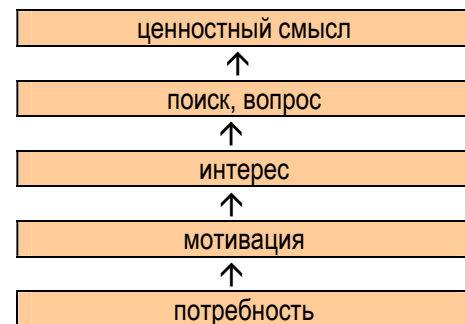 ценностный смысл
↑
поиск, вопрос
↑
интерес
↑
мотивация
↑
потребность